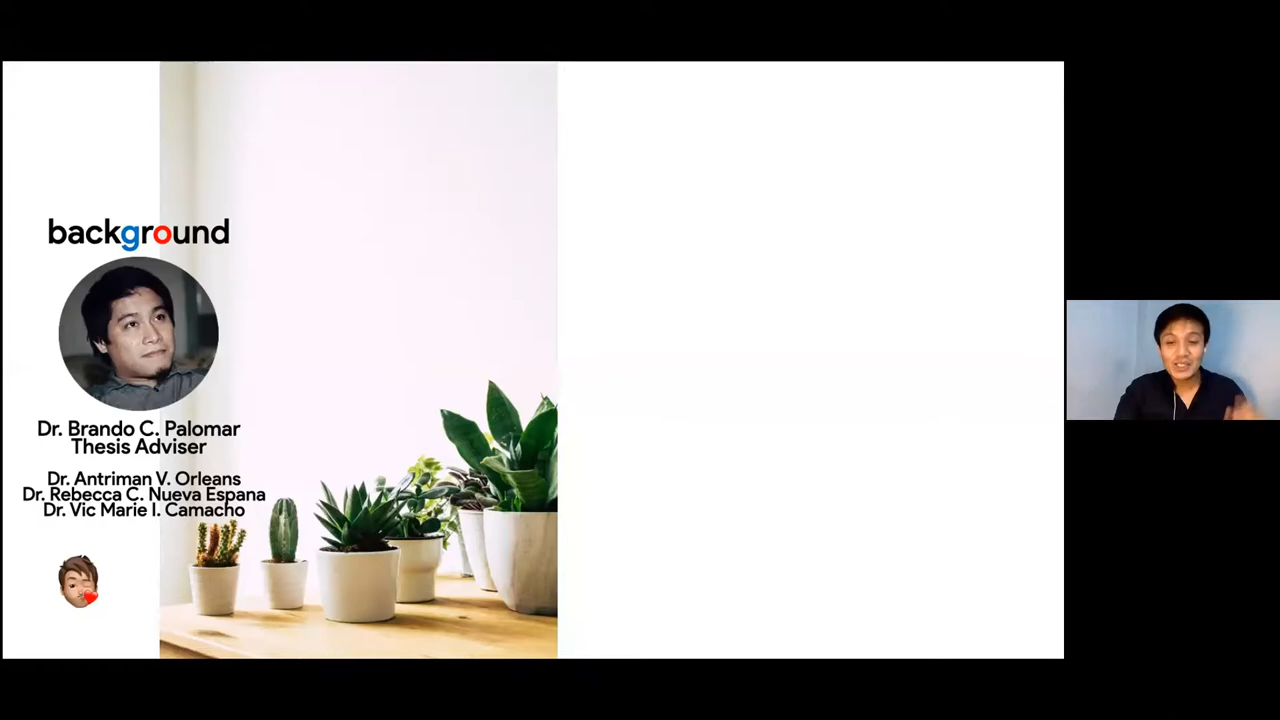 background
Dr. Brando C. Palomar
Thesis Adviser
Dr. Antriman V. Orleans
Dr. Rebecca C. Nueva Espana
Dr. Vic Marie I. Camacho